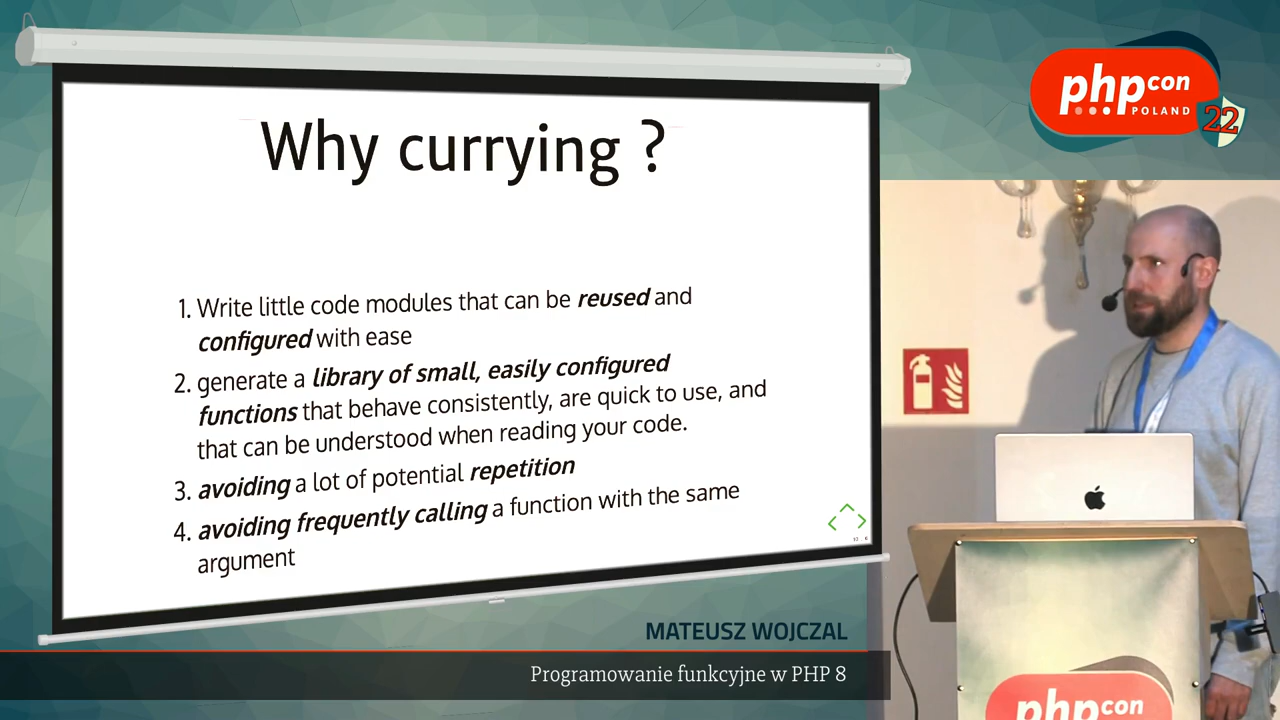 Why currying ?
1. Write little code modules that can be reused and
configured with ease
2. generate a library of small, easily configured
functions that behave consistently, are quick to use, and
that can be understood when reading your code.
3. avoiding a lot of potential repetition
4. avoiding frequently calling a function with the same
argument
phpcon
POLAND
22
MATEUSZ WOJCZAL
Programowanie funkcyjne w PHP 8
phpcon